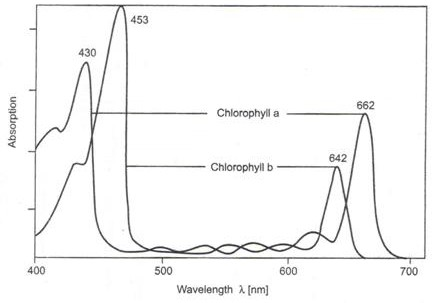 453
430
Chlorophyll a
662
642
Chlorophyll b
Absorption
400
500
600
700
Wavelength λ [nm]